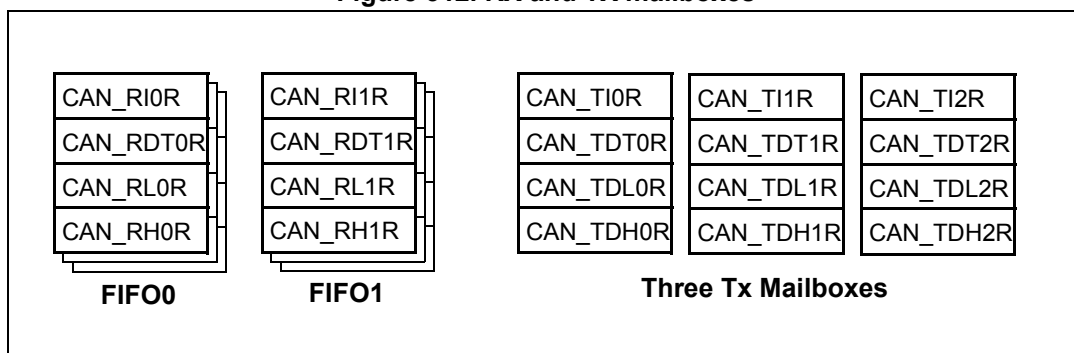 Figure RX and TX mailboxes
CAN_RI0R
CAN_RDT0R
CAN_RL0R
CAN_RH0R
FIFO0
CAN_RI1R
CAN_RDT1R
CAN_RL1R
CAN_RH1R
FIFO1
CAN_TI0R
CAN_TDT0R
CAN_TDL0R
CAN_TDH0R
CAN_TI1R
CAN_TDT1R
CAN_TDL1R
CAN_TDH1R
CAN_TI2R
CAN_TDT2R
CAN_TDL2R
CAN_TDH2R
Three Tx Mailboxes